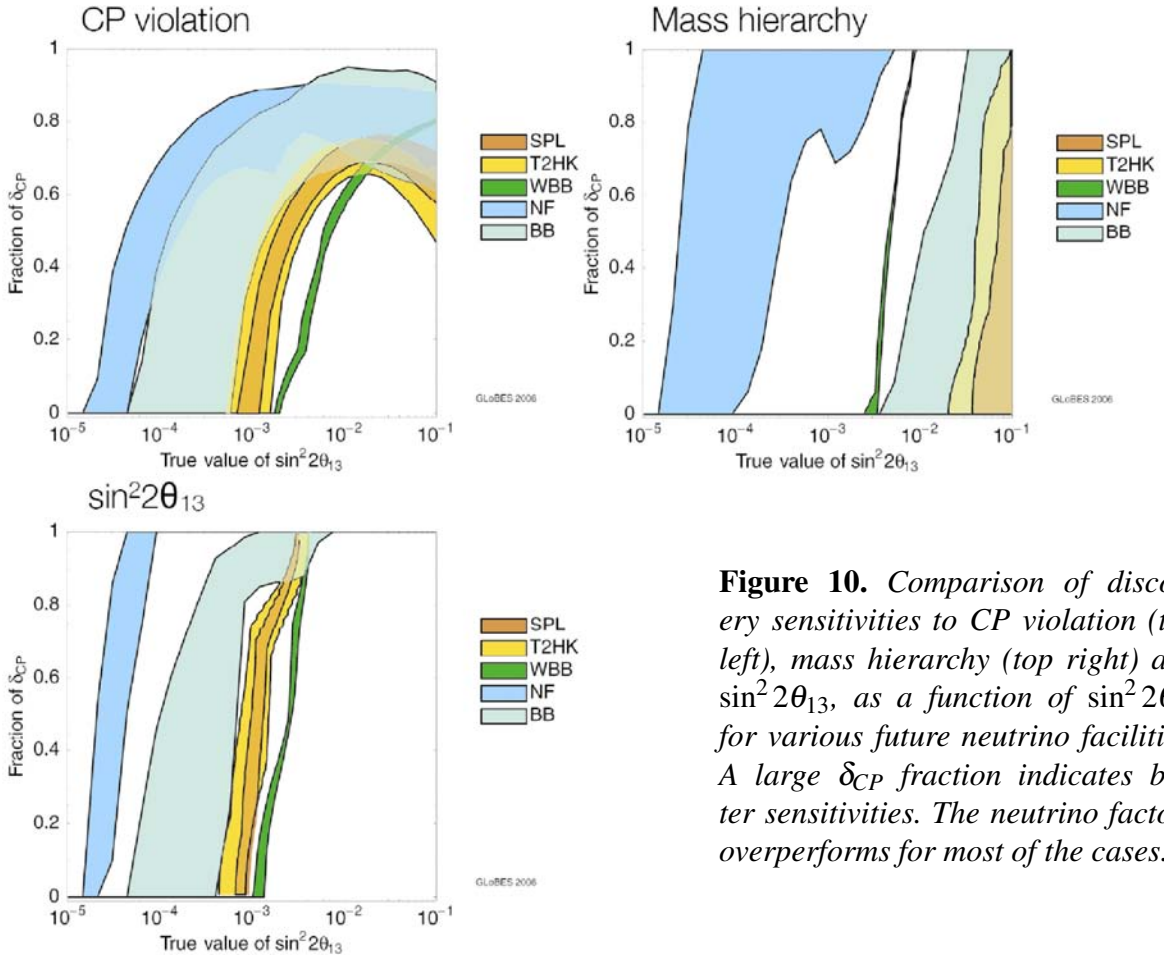 CP violation
1
0.8
0.6
0.4
0.2
0
Fraction of δCP
10⁻⁵ 10⁻⁴ 10⁻³ 10⁻² 10⁻¹
True value of sin²2θ₁₃
SPL
T2HK
WBB
NF
BB
GLoBES 2006
Mass hierarchy
1
0.8
0.6
0.4
0.2
0
Fraction of δCP
10⁻⁵ 10⁻⁴ 10⁻³ 10⁻² 10⁻¹
True value of sin²2θ₁₃
SPL
T2HK
WBB
NF
BB
GLoBES 2006
sin²2θ₁₃
1
0.8
0.6
0.4
0.2
0
Fraction of δCP
10⁻⁵ 10⁻⁴ 10⁻³ 10⁻² 10⁻¹
True value of sin²2θ₁₃
SPL
T2HK
WBB
NF
BB
GLoBES 2006
Figure 10. Comparison of disco
ery sensitivities to CP violation (t
left), mass hierarchy (top right) a
sin² 2θ₁₃, as a function of sin² 2θ
for various future neutrino faciliti
A large δCP fraction indicates b
ter sensitivities. The neutrino facto
overperforms for most of the cases.